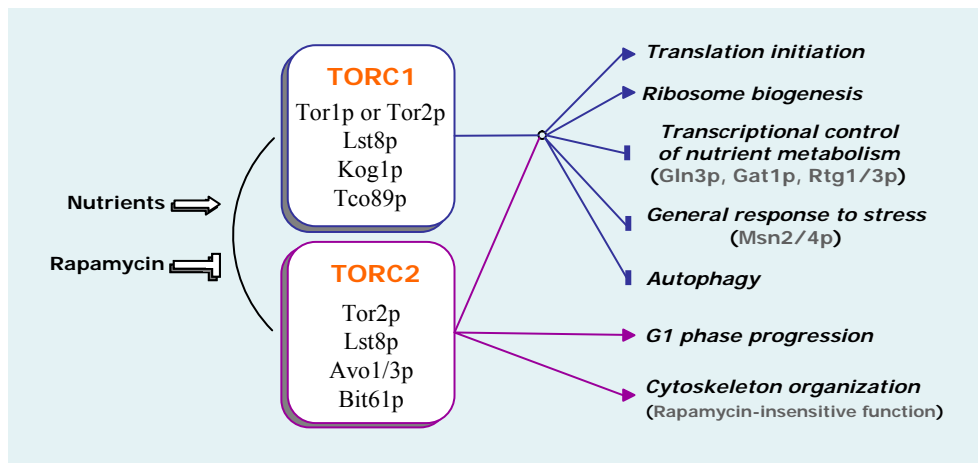 TORC1
Tor1p or Tor2p
Lst8p
Kog1p
Tco89p
Nutrients
Rapamycin
TORC2
Tor2p
Lst8p
Avo1/3p
Bit61p
Translation initiation
Ribosome biogenesis
Transcriptional control
of nutrient metabolism
(Gln3p, Gat1p, Rtg1/3p)
General response to stress
(Msn2/4p)
Autophagy
G1 phase progression
Cytoskeleton organization
(Rapamycin-insensitive function)